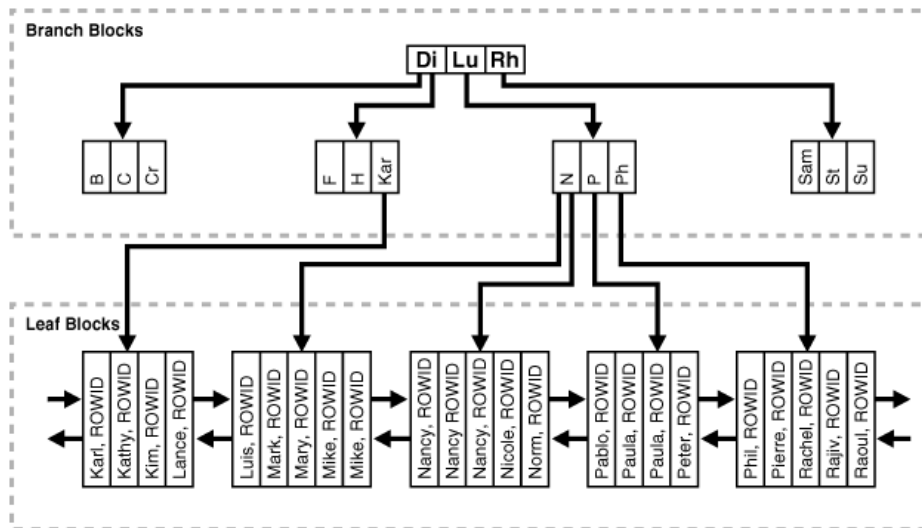 Branch Blocks
Di Lu Rh
B
C
Cr
F
H
Kar
N
P
Ph
Sam
St
Su
Leaf Blocks
Karl, ROWID
Kathy, ROWID
Kim, ROWID
Lance, ROWID
Luis, ROWID
Mark, ROWID
Mary, ROWID
Mike, ROWID
Mike, ROWID
Nancy, ROWID
Nancy ROWID
Nancy, ROWID
Nicole, ROWID
Norm, ROWID
Pablo, ROWID
Paula, ROWID
Paula, ROWID
Peter, ROWID
Phil, ROWID
Pierre, ROWID
Rachel, ROWID
Rajiv, ROWID
Raoul, ROWID